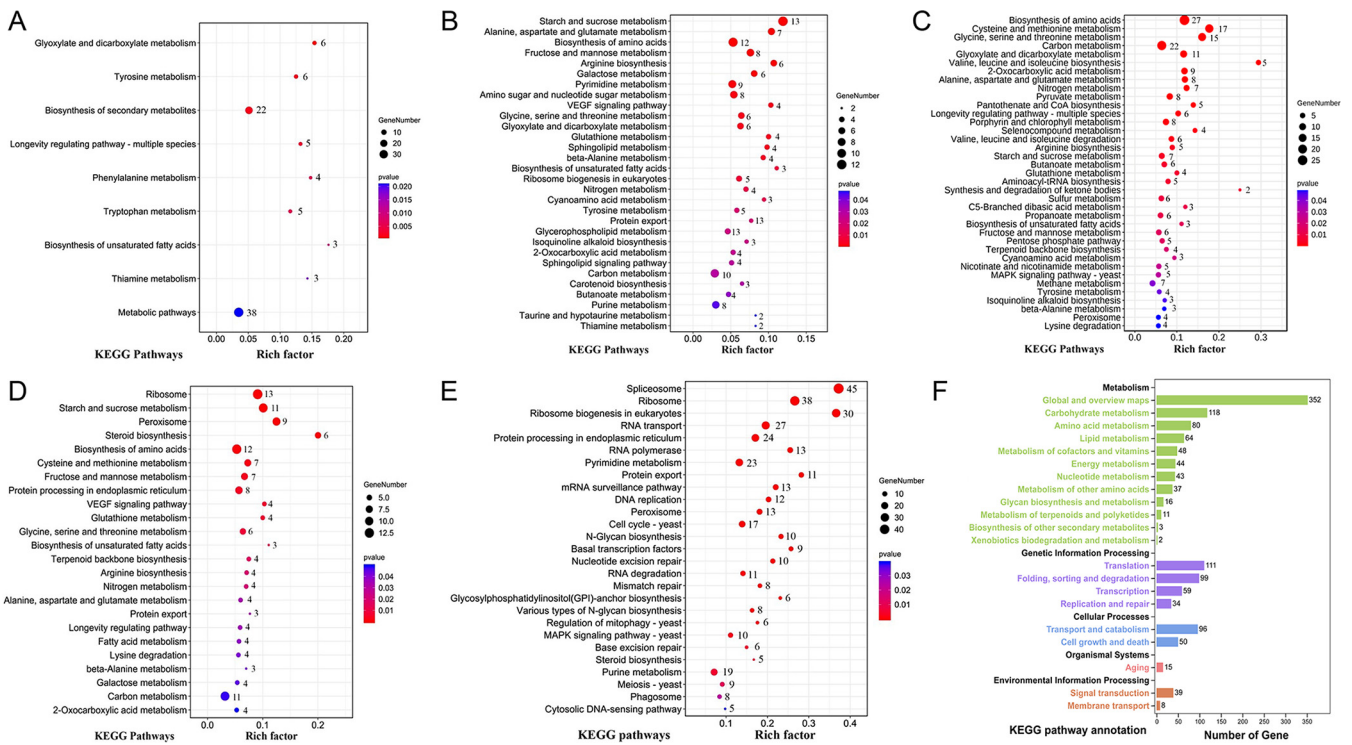 A
Glyoxylate and dicarboxylate metabolism 6
Tyrosine metabolism 6
Biosynthesis of secondary metabolites 22
Longevity regulating pathway - multiple species 5
Phenylalanine metabolism 4
Tryptophan metabolism 5
Biosynthesis of unsaturated fatty acids 3
Thiamine metabolism 3
Metabolic pathways 38
0.00 0.05 0.10 0.15 0.20
KEGG Pathways Rich factor
GeneNumber
10
20
30
pvalue
0.020
0.015
0.010
0.005
B
Starch and sucrose metabolism 13
Alanine, aspartate and glutamate metabolism 7
Biosynthesis of amino acids 12
Fructose and mannose metabolism 8
Arginine biosynthesis 6
Galactose metabolism 6
Pyrimidine metabolism 9
Amino sugar and nucleotide sugar metabolism 8
VEGF signaling pathway 4
Glycine, serine and threonine metabolism 6
Glyoxylate and dicarboxylate metabolism 6
Glutathione metabolism 4
Sphingolipid metabolism 4
beta-Alanine metabolism 4
Biosynthesis of unsaturated fatty acids 3
Ribosome biogenesis in eukaryotes 5
Nitrogen metabolism 4
Cyanoamino acid metabolism 3
Tyrosine metabolism 5
Protein export 13
Glycerophospholipid metabolism 13
Isoquinoline alkaloid biosynthesis 3
2-Oxocarboxylic acid metabolism 4
Sphingolipid signaling pathway 4
Carbon metabolism 10
Carotenoid biosynthesis 3
Butanoate metabolism 4
Purine metabolism 8
Taurine and hypotaurine metabolism 2
Thiamine metabolism 2
0.00 0.05 0.10 0.15
KEGG Pathways Rich factor
GeneNumber
2
4
6
8
10
12
pvalue
0.04
0.03
0.02
0.01
C
Biosynthesis of amino acids 27
Cysteine and methionine metabolism 17
Glycine, serine and threonine metabolism 15
Carbon metabolism 22
Glyoxylate and dicarboxylate metabolism 11
Valine, leucine and isoleucine biosynthesis 5
2-Oxocarboxylic acid metabolism 9
Alanine, aspartate and glutamate metabolism 8
Nitrogen metabolism 7
Pyruvate metabolism 8
Pantothenate and CoA biosynthesis 5
Longevity regulating pathway - multiple species 6
Porphyrin and chlorophyll metabolism 8
Selenocompound metabolism 4
Valine, leucine and isoleucine degradation 6
Arginine biosynthesis 5
Starch and sucrose metabolism 7
Butanoate metabolism 6
Glutathione metabolism 4
Aminoacyl-tRNA biosynthesis 5
Synthesis and degradation of ketone bodies 2
Sulfur metabolism 6
C5-Branched dibasic acid metabolism 3
Propanoate metabolism 6
Biosynthesis of unsaturated fatty acids 3
Fructose and mannose metabolism 6
Pentose phosphate pathway 5
Terpenoid backbone biosynthesis 4
Cyanoamino acid metabolism 3
Nicotinate and nicotinamide metabolism 5
MAPK signaling pathway - yeast 5
Methane metabolism 7
Tyrosine metabolism 4
Isoquinoline alkaloid biosynthesis 3
beta-Alanine metabolism 3
Peroxisome 4
Lysine degradation 4
0.0 0.1 0.2 0.3
KEGG Pathways Rich factor
GeneNumber
5
10
15
20
25
pvalue
0.04
0.03
0.02
0.01
D
Ribosome 13
Starch and sucrose metabolism 11
Peroxisome 9
Steroid biosynthesis 6
Biosynthesis of amino acids 12
Cysteine and methionine metabolism 7
Fructose and mannose metabolism 7
Protein processing in endoplasmic reticulum 8
VEGF signaling pathway 4
Glutathione metabolism 4
Glycine, serine and threonine metabolism 6
Biosynthesis of unsaturated fatty acids 3
Terpenoid backbone biosynthesis 4
Arginine biosynthesis 4
Nitrogen metabolism 4
Alanine, aspartate and glutamate metabolism 4
Protein export 3
Longevity regulating pathway 4
Fatty acid metabolism 4
Lysine degradation 4
beta-Alanine metabolism 3
Galactose metabolism 4
Carbon metabolism 11
2-Oxocarboxylic acid metabolism 4
0.0 0.1 0.2
KEGG Pathways Rich factor
GeneNumber
5.0
7.5
10.0
12.5
pvalue
0.04
0.03
0.02
0.01
E
Spliceosome 45
Ribosome 38
Ribosome biogenesis in eukaryotes 30
RNA transport 27
Protein processing in endoplasmic reticulum 24
RNA polymerase 13
Pyrimidine metabolism 23
Protein export 11
mRNA surveillance pathway 13
DNA replication 12
Peroxisome 13
Cell cycle - yeast 17
N-Glycan biosynthesis 10
Basal transcription factors 9
Nucleotide excision repair 10
RNA degradation 11
Mismatch repair 8
Glycosylphosphatidylinositol(GPI)-anchor biosynthesis 6
Various types of N-glycan biosynthesis 8
Regulation of mitophagy - yeast 6
MAPK signaling pathway - yeast 10
Base excision repair 6
Steroid biosynthesis 5
Purine metabolism 19
Meiosis - yeast 9
Phagosome 8
Cytosolic DNA-sensing pathway 5
0.1 0.2 0.3 0.4
KEGG pathways Rich factor
GeneNumber
10
20
30
40
pvalue
0.03
0.02
0.01
F
Metabolism
Global and overview maps 352
Carbohydrate metabolism 118
Amino acid metabolism 80
Lipid metabolism 64
Metabolism of cofactors and vitamins 48
Energy metabolism 44
Nucleotide metabolism 43
Metabolism of other amino acids 37
Glycan biosynthesis and metabolism 16
Metabolism of terpenoids and polyketides 11
Biosynthesis of other secondary metabolites 3
Xenobiotics biodegradation and metabolism 2
Genetic Information Processing
Translation 111
Folding, sorting and degradation 99
Transcription 59
Replication and repair 34
Cellular Processes
Transport and catabolism 96
Cell growth and death 50
Organismal Systems
Aging 15
Environmental Information Processing
Signal transduction 39
Membrane transport 8
0 50 100 150 200 250 300 350
KEGG pathway annotation Number of Gene